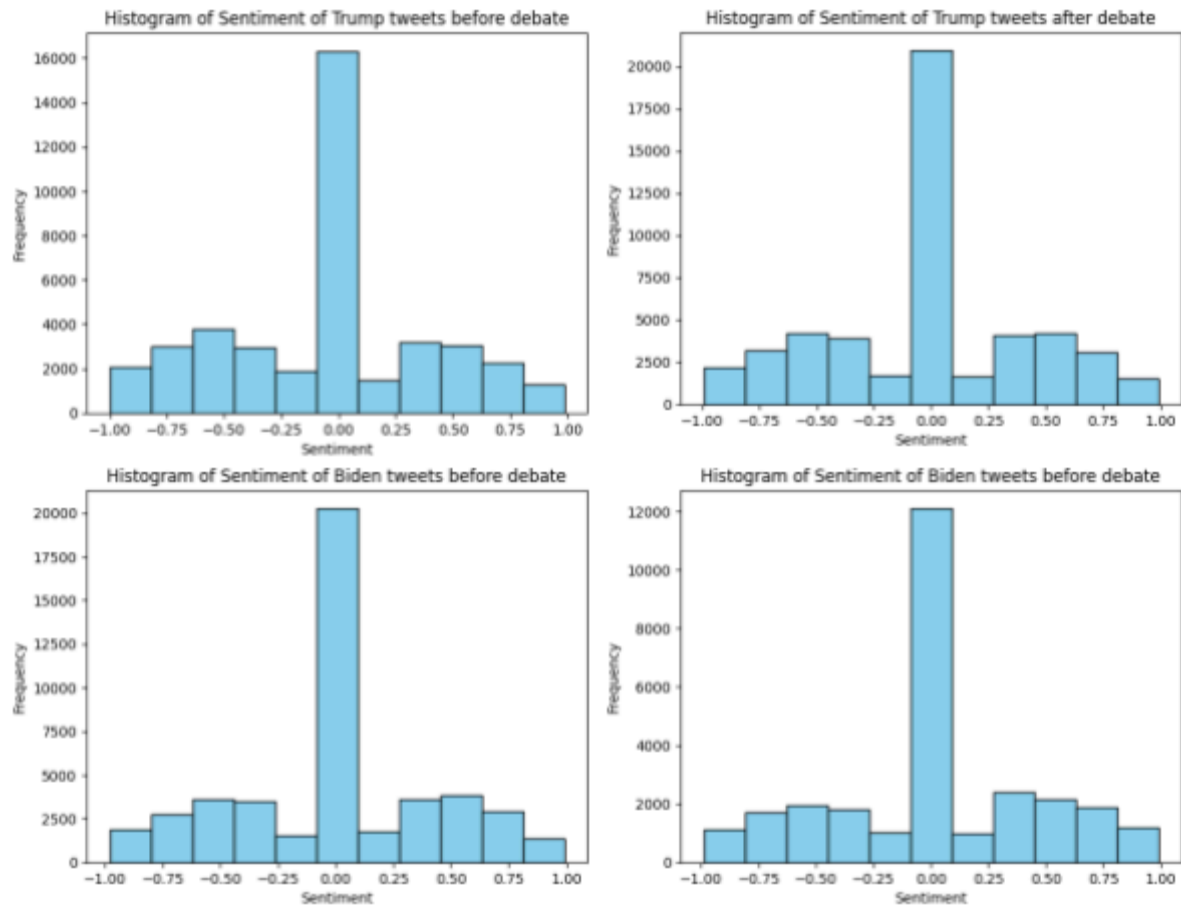 Histogram of Sentiment of Trump tweets before debate
16000
14000
12000
10000
8000
6000
4000
2000
0
Frequency
−1.00 −0.75 −0.50 −0.25 0.00 0.25 0.50 0.75 1.00
Sentiment
Histogram of Sentiment of Trump tweets after debate
20000
17500
15000
12500
10000
7500
5000
2500
0
Frequency
−1.00 −0.75 −0.50 −0.25 0.00 0.25 0.50 0.75 1.00
Sentiment
Histogram of Sentiment of Biden tweets before debate
20000
17500
15000
12500
10000
7500
5000
2500
0
Frequency
−1.00 −0.75 −0.50 −0.25 0.00 0.25 0.50 0.75 1.00
Sentiment
Histogram of Sentiment of Biden tweets before debate
12000
10000
8000
6000
4000
2000
0
Frequency
−1.00 −0.75 −0.50 −0.25 0.00 0.25 0.50 0.75 1.00
Sentiment